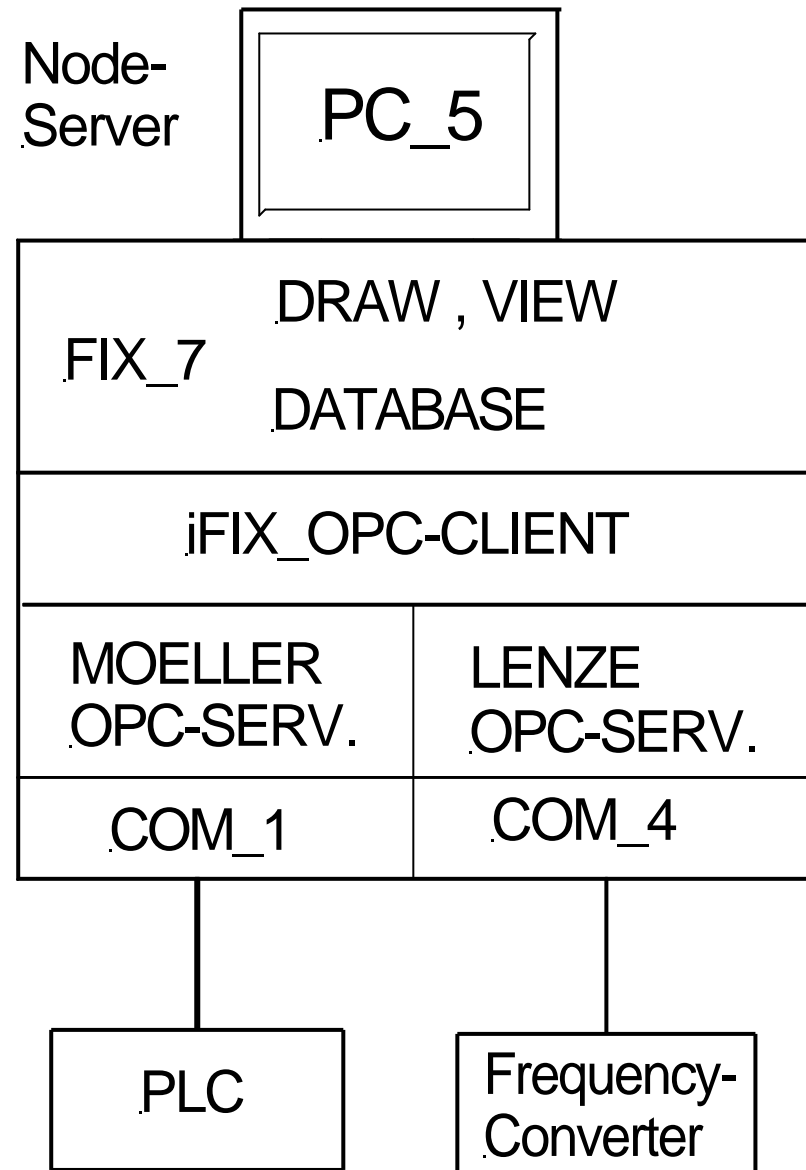 Node-
Server
PC_5
DRAW , VIEW
FIX_7
DATABASE
iFIX_OPC-CLIENT
MOELLER
OPC-SERV.
LENZE
OPC-SERV.
COM_1
COM_4
PLC
Frequency-
Converter